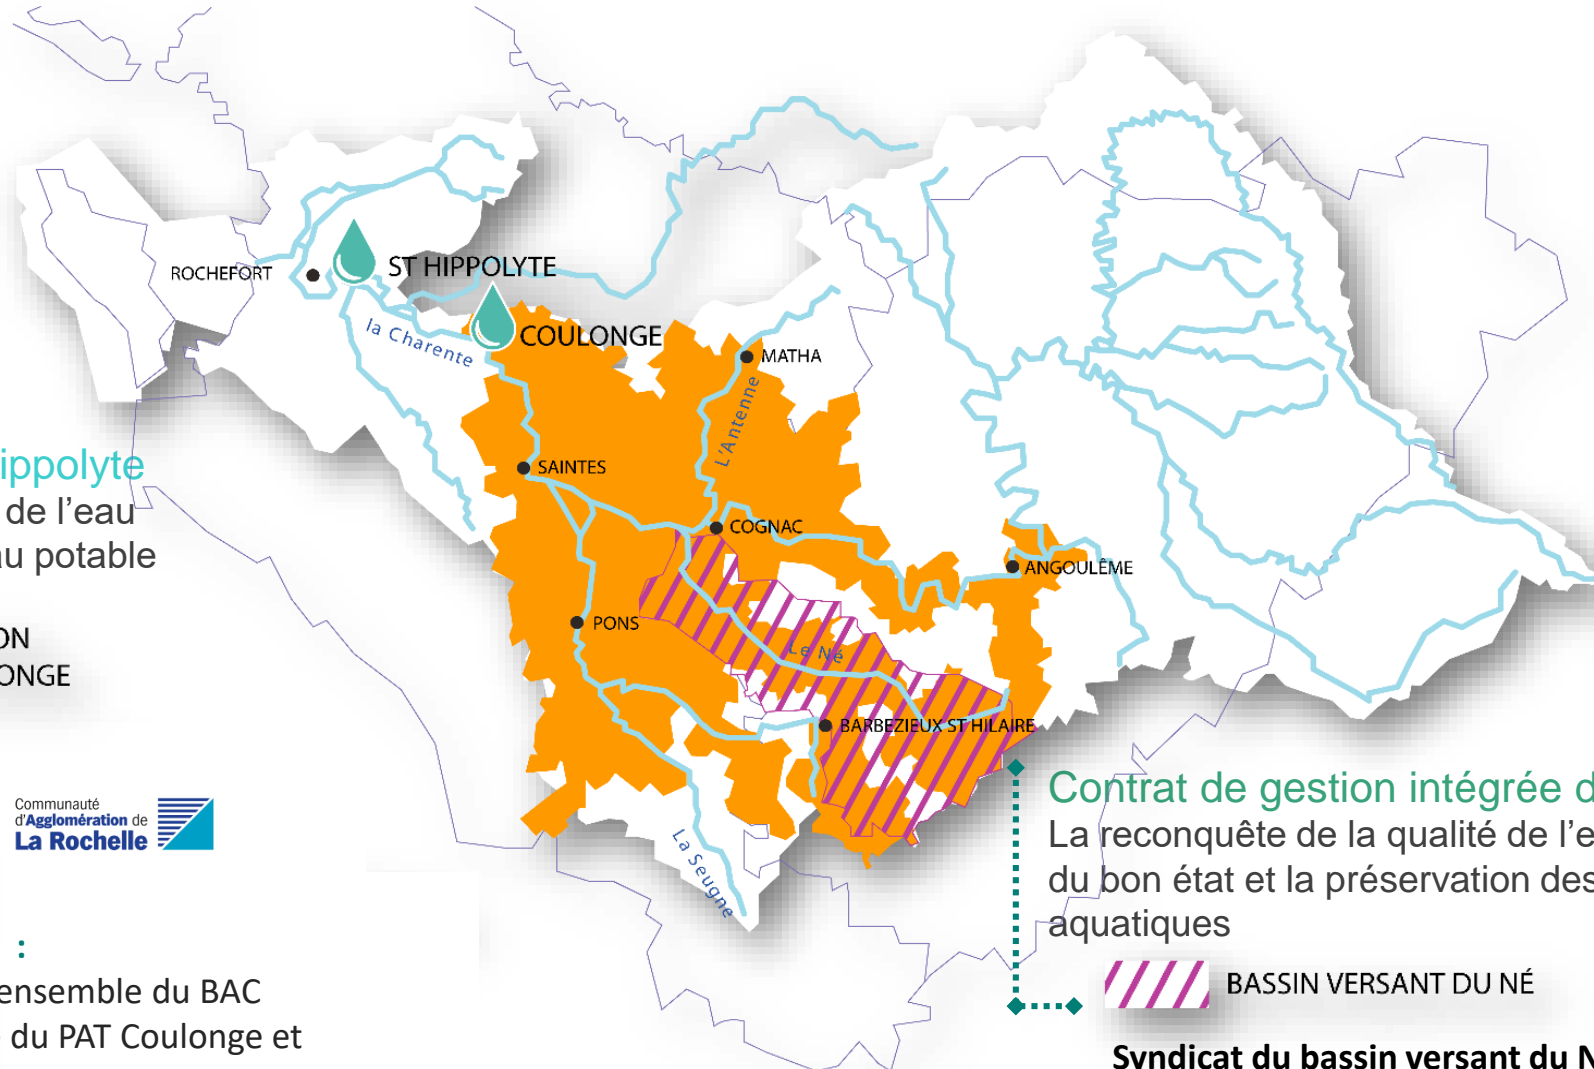 ROCHEFORT
ST HIPPOLYTE
la Charente
COULONGE
MATHA
L'Antenne
SAINTES
COGNAC
ANGOULÊME
PONS
Le Né
BARBEZIEUX ST HILAIRE
La Seugne
ippolyte
de l’eau
au potable
ON
ONGE
Communauté
d'Agglomération de
La Rochelle
:
ensemble du BAC
du PAT Coulonge et
Contrat de gestion intégrée d
La reconquête de la qualité de l’e
du bon état et la préservation des
aquatiques
BASSIN VERSANT DU NÉ
Syndicat du bassin versant du N